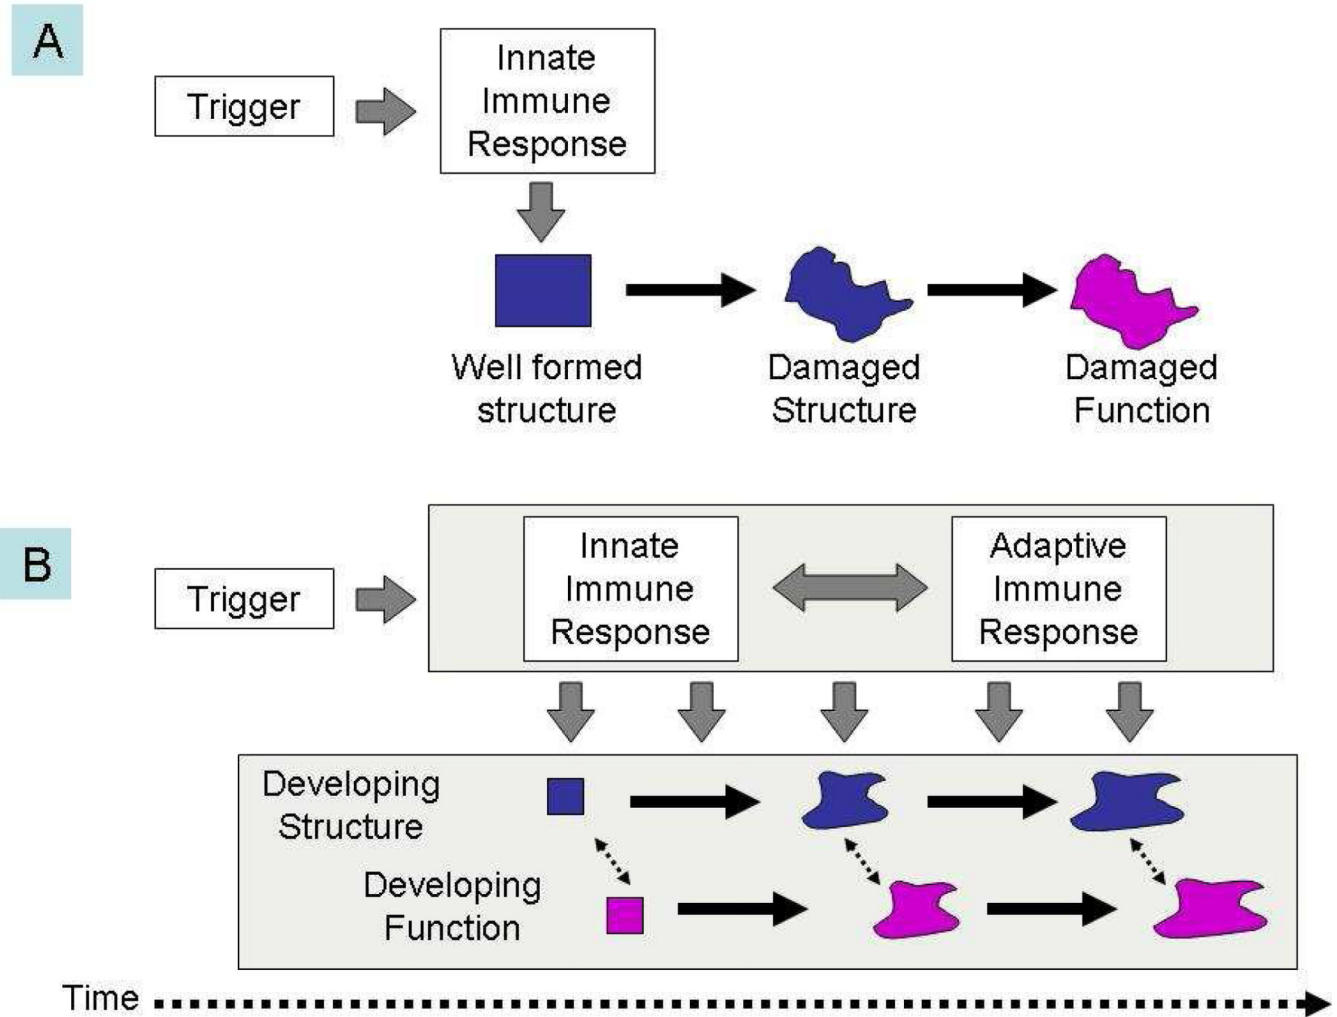 A
Trigger
Innate
Immune
Response
Well formed
structure
Damaged
Structure
Damaged
Function
B
Trigger
Innate
Immune
Response
Adaptive
Immune
Response
Developing
Structure
Developing
Function
Time